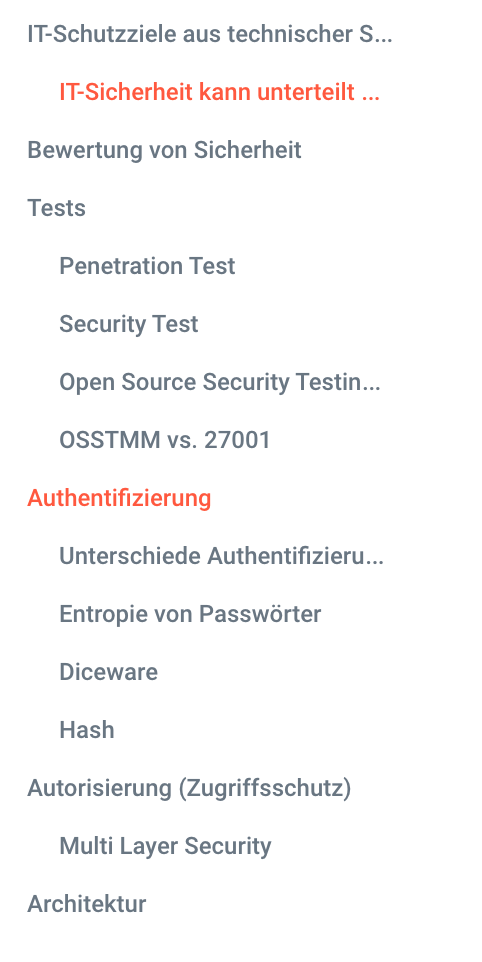 IT-Schutzziele aus technischer S...
IT-Sicherheit kann unterteilt ...
Bewertung von Sicherheit
Tests
Penetration Test
Security Test
Open Source Security Testin...
OSSTMM vs. 27001
Authentifizierung
Unterschiede Authentifizieru...
Entropie von Passwörter
Diceware
Hash
Autorisierung (Zugriffsschutz)
Multi Layer Security
Architektur